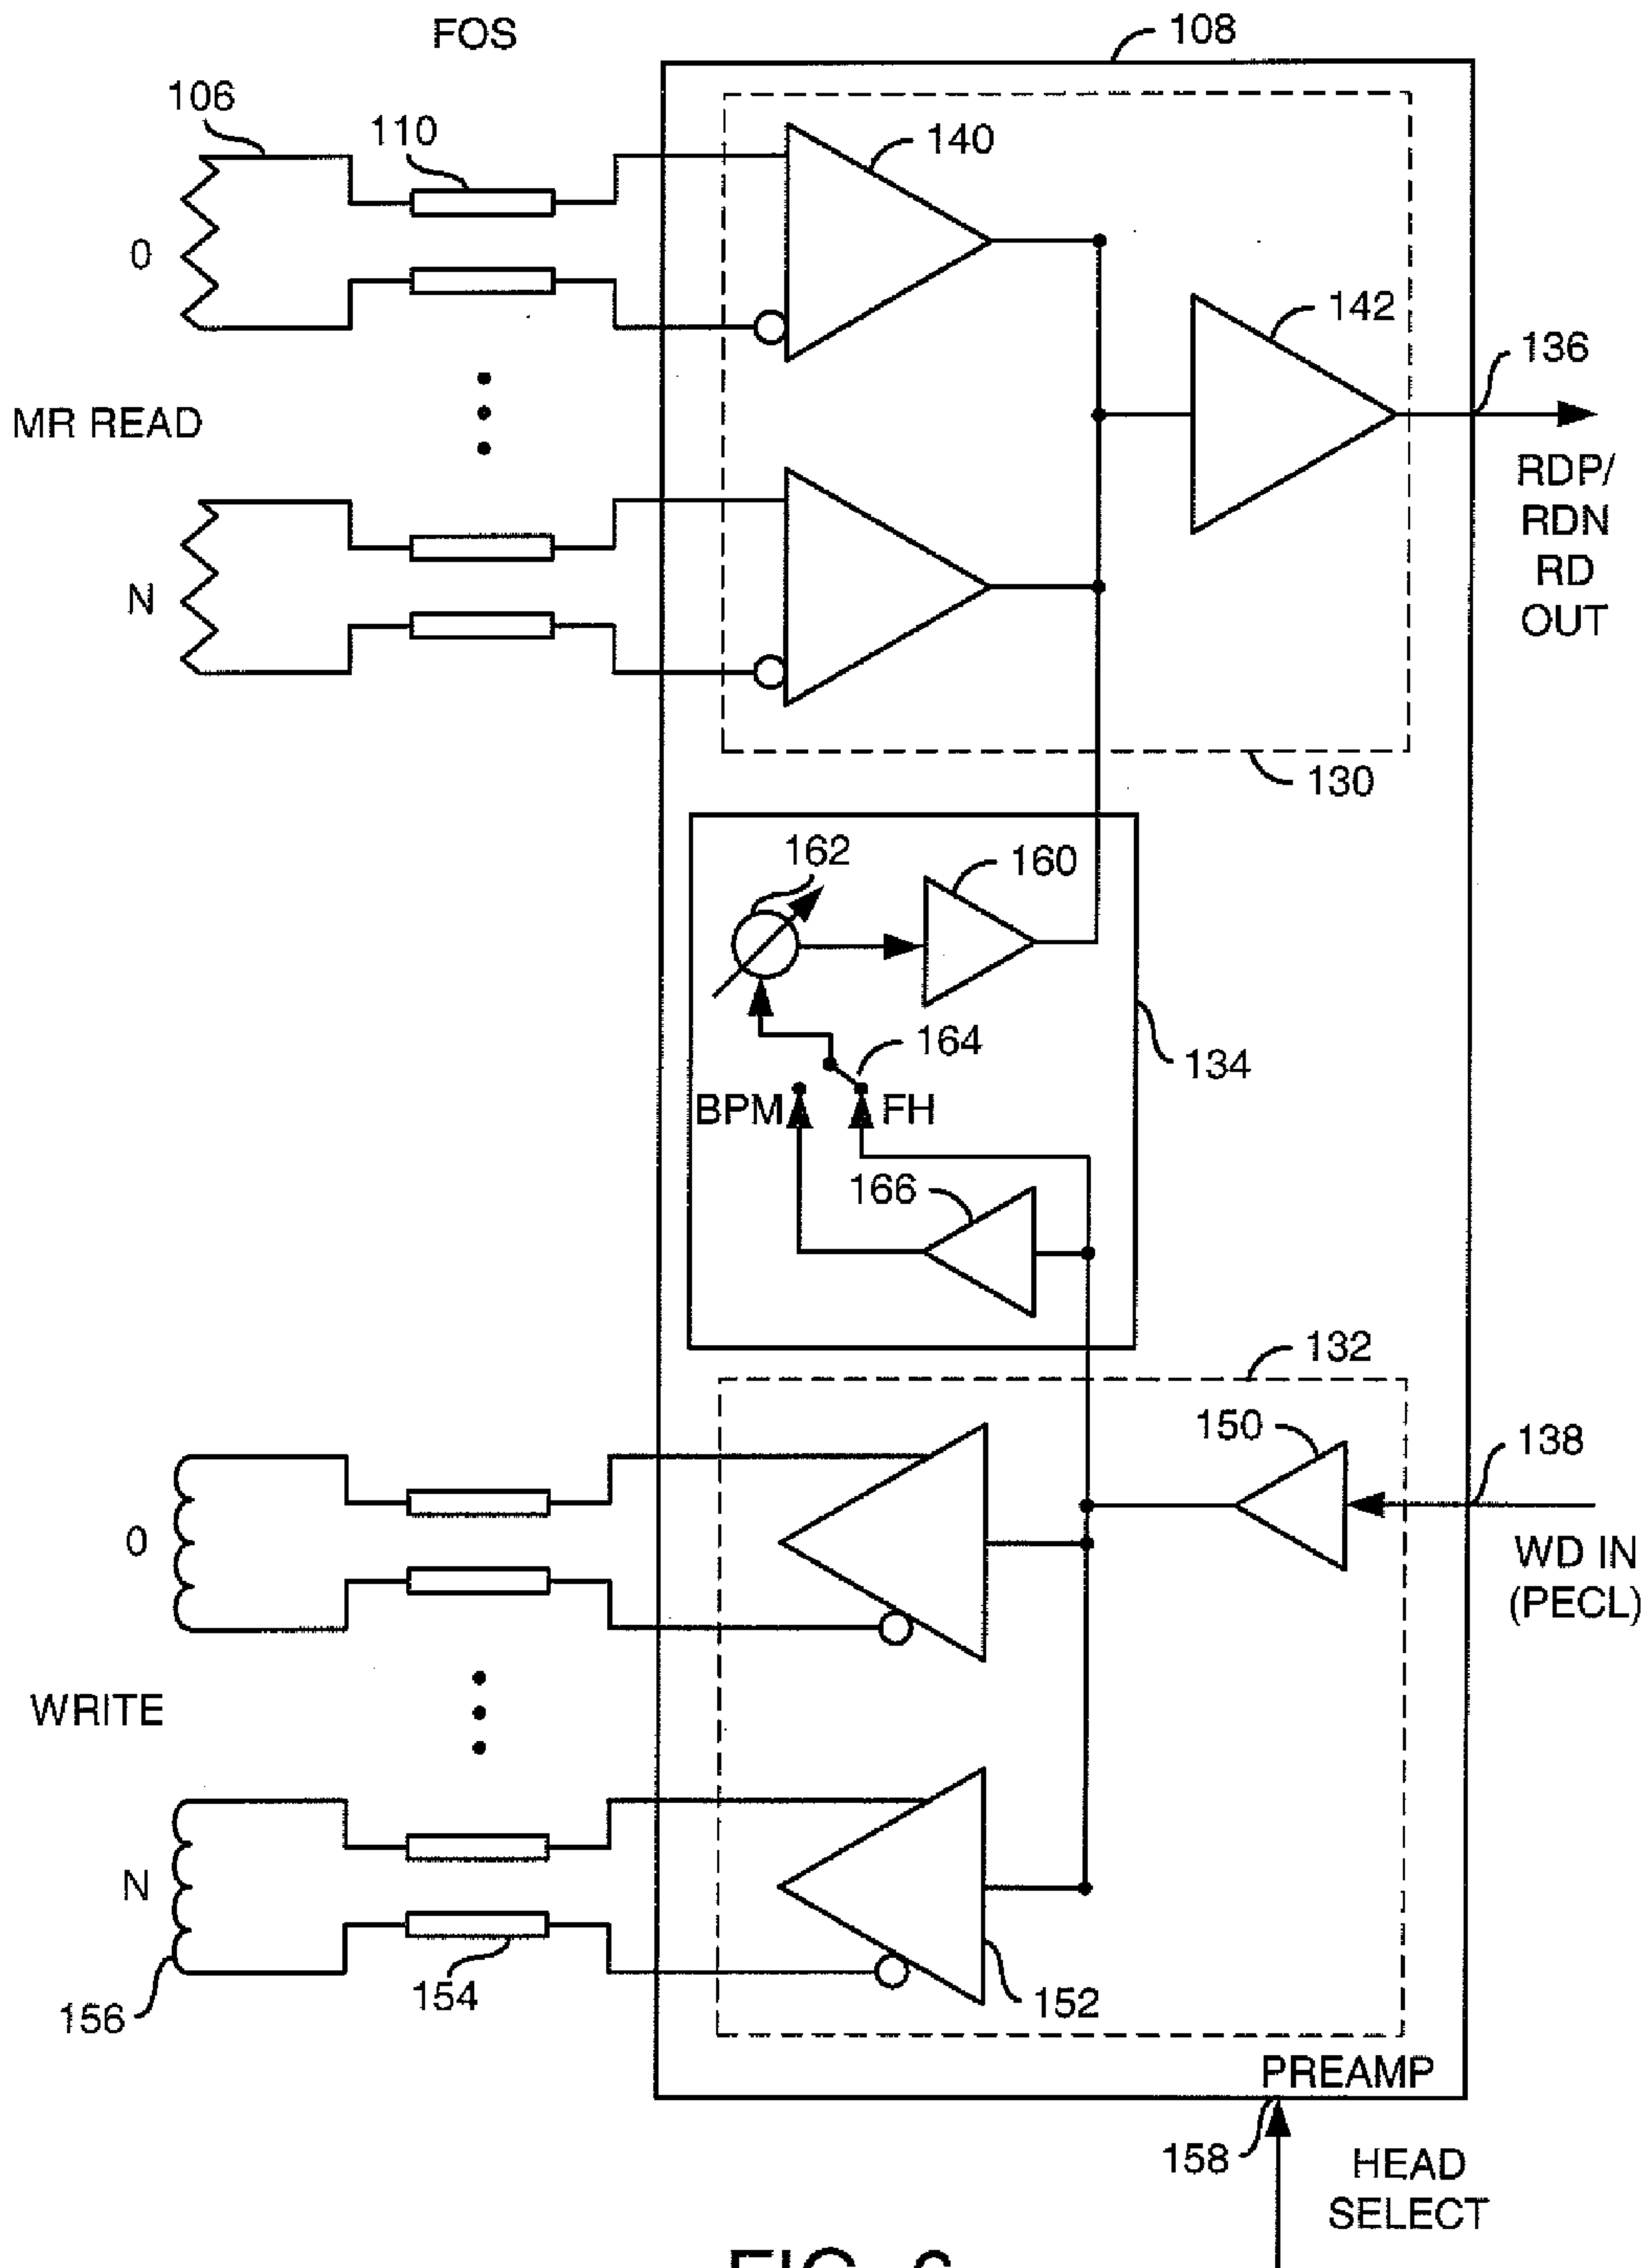 FOS
108
106
110
140
0
142
136
MR READ
RDP/
RDN
RD
OUT
N
130
162
160
164
134
BPM
FH
166
132
150
138
0
WD IN
(PECL)
WRITE
N
154
152
156
PREAMP
158
HEAD
SELECT